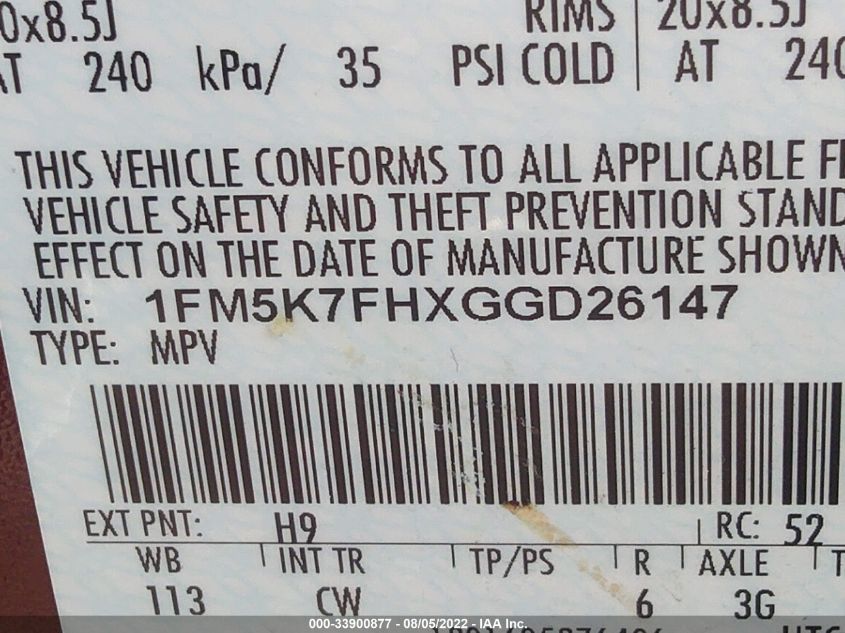 0x8.5J RIMS 20x8.5J
AT 240 kPa/ 35 PSI COLD AT 240
THIS VEHICLE CONFORMS TO ALL APPLICABLE
VEHICLE SAFETY AND THEFT PREVENTION STAND
EFFECT ON THE DATE OF MANUFACTURE SHOWN
VIN: 1FM5K7FHXGGD26147
TYPE: MPV
EXT PNT: H9 RC: 52
WB INT TR TP/PS R AXLE T
113 CW 6 3G
000-33900877 - 08/05/2022 - Copyright IAA, Inc.